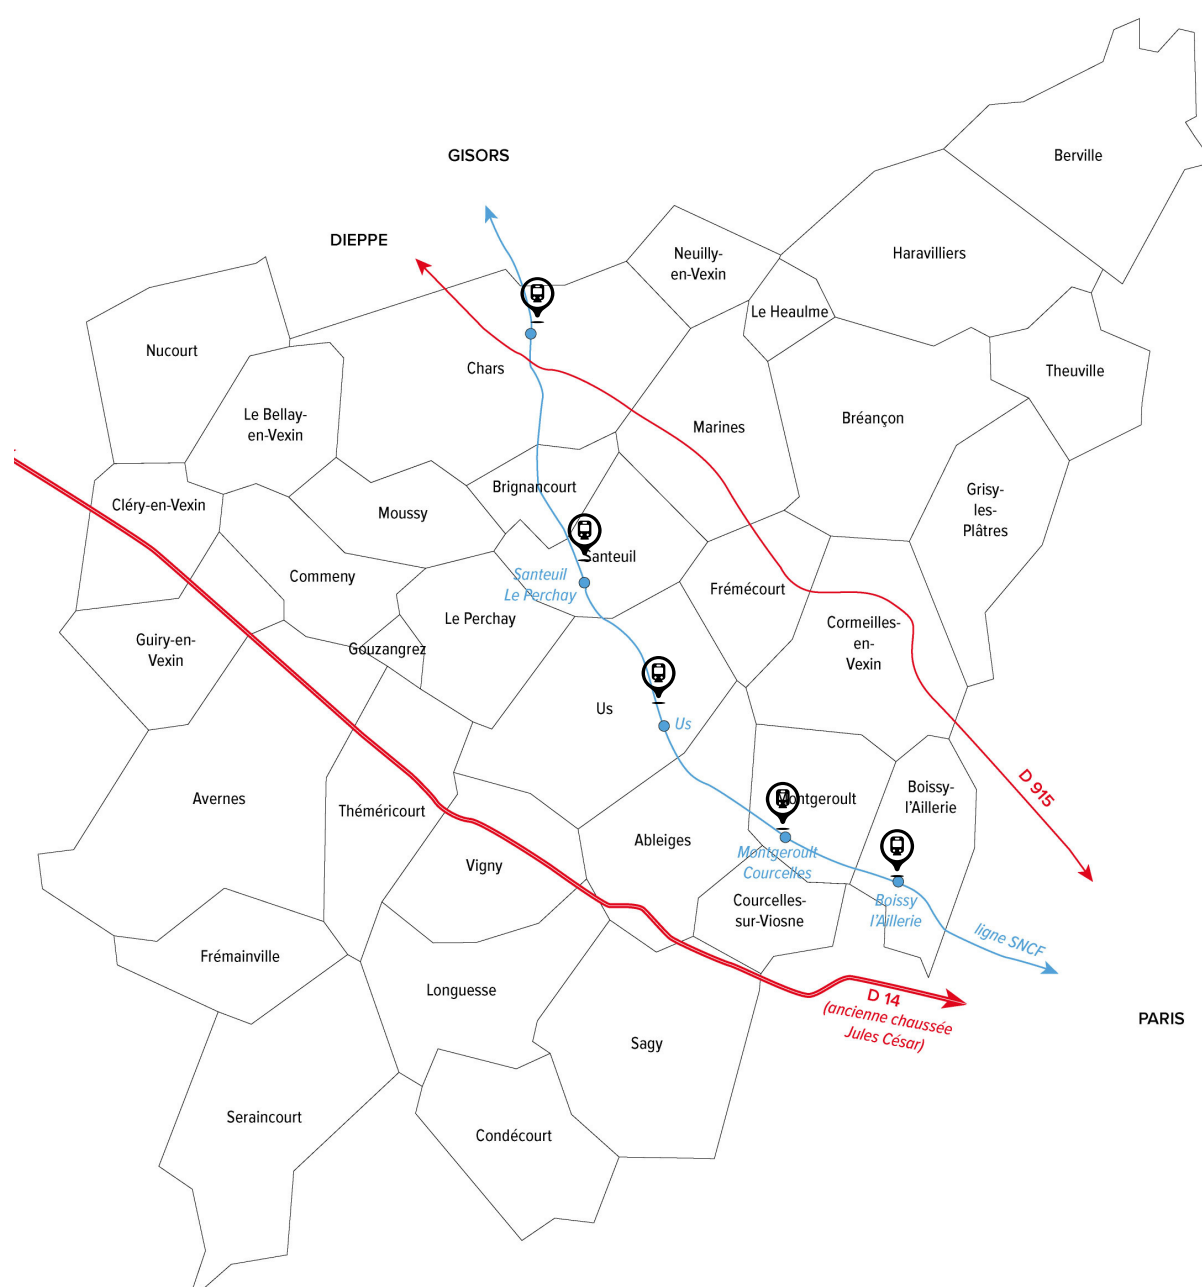 Berville
GISORS
DIEPPE
Neuilly-
en-Vexin
Haravilliers
Le Heaulme
Nucourt
Chars
Theuville
Le Bellay-
en-Vexin
Marines
Bréançon
Cléry-en-Vexin
Moussy
Brignancourt
Grisy-
les-
Plâtres
Santeuil
Commeny
Santeuil
Le Perchay
Frémécourt
Le Perchay
Guiry-en-
Vexin
Gouzangrez
Cormeilles-
en-
Vexin
Us
Us
Avernes
Théméricourt
Montgeroult
Boissy-
l'Aillerie
D 915
Ableiges
Vigny
Montgeroult
Courcelles
Courcelles-
sur-Viosne
Boissy
l'Aillerie
ligne SNCF
Frémainville
Longuesse
D 14
(ancienne chaussée
Jules César)
PARIS
Sagy
Seraincourt
Condécourt